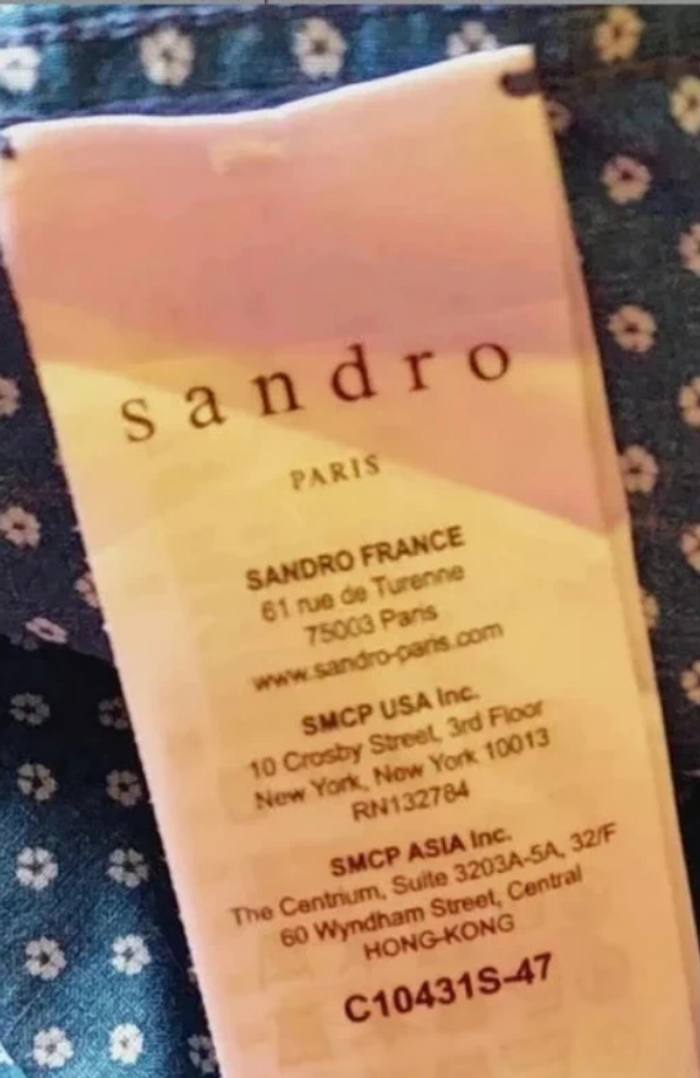 sandro
PARIS
SANDRO FRANCE
61 rue de Turenne
75003 Paris
www.sandro-paris.com
SMCP USA Inc.
10 Crosby Street, 3rd Floor
New York, New York 10013
RN132784
SMCP ASIA Inc.
The Centrium, Suite 3203A-5A, 32/F
60 Wyndham Street, Central
HONG-KONG
C10431S-47